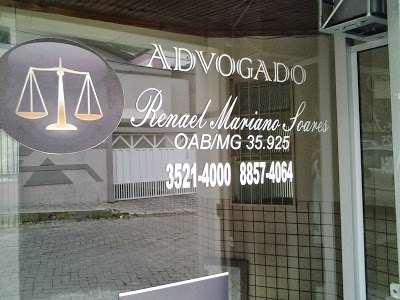 ADVOGADO
Renael Mariano Soares
OAB/MG 35.925
3521-4000 8857-4064